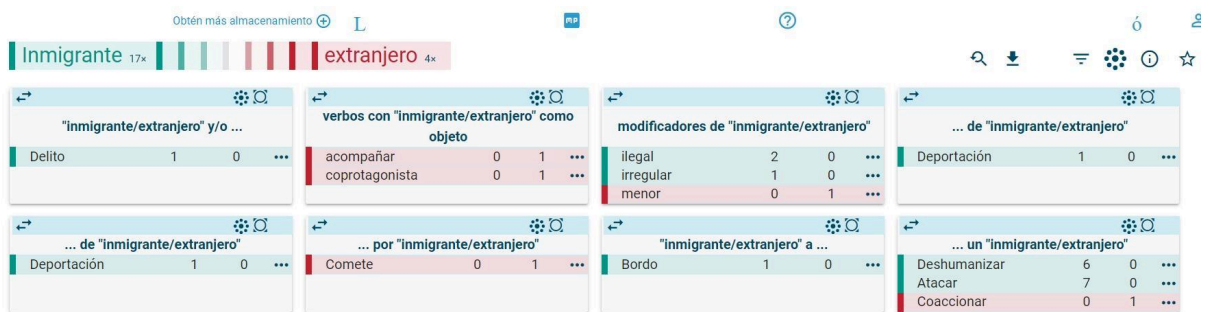 Obtén más almacenamiento L mp ó
Inmigrante 17× extranjero 4×
"inmigrante/extranjero" y/o ...
Delito 1 0 •••
verbos con "inmigrante/extranjero" como
objeto
acompañar 0 1 •••
coprotagonista 0 1 •••
modificadores de "inmigrante/extranjero"
ilegal 2 0 •••
irregular 1 0 •••
menor 0 1 •••
... de "inmigrante/extranjero"
Deportación 1 0 •••
... de "inmigrante/extranjero"
Deportación 1 0 •••
... por "inmigrante/extranjero"
Comete 0 1 •••
"inmigrante/extranjero" a ...
Bordo 1 0 •••
... un "inmigrante/extranjero"
Deshumanizar 6 0 •••
Atacar 7 0 •••
Coaccionar 0 1 •••